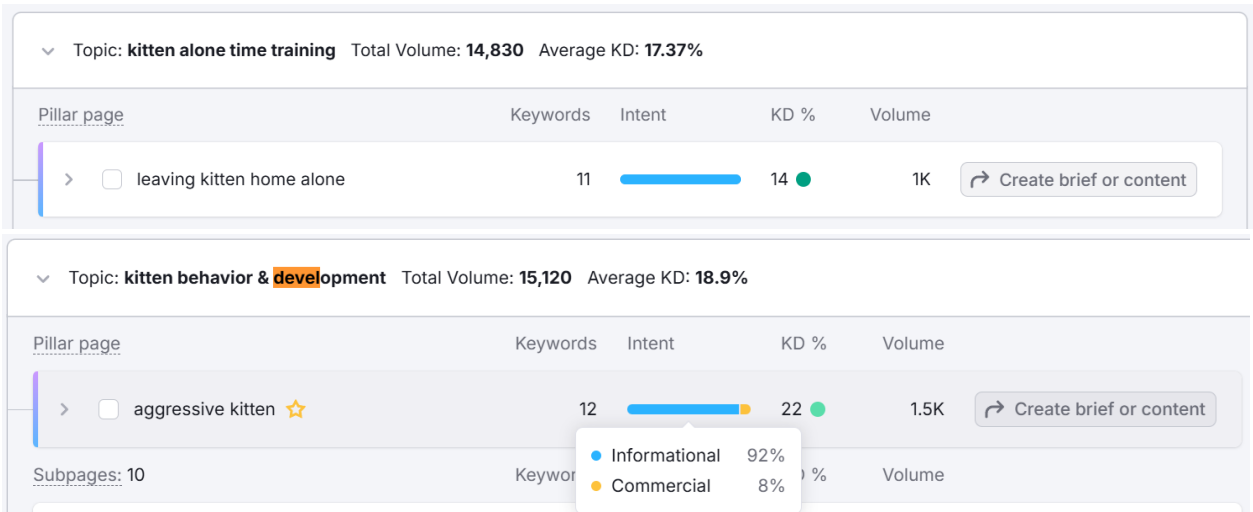 Topic: kitten alone time training Total Volume: 14,830 Average KD: 17.37%
Pillar page Keywords Intent KD % Volume
leaving kitten home alone 11 14 1K Create brief or content
Topic: kitten behavior & development Total Volume: 15,120 Average KD: 18.9%
Pillar page Keywords Intent KD % Volume
aggressive kitten 12 22 1.5K Create brief or content
Informational 92%
Subpages: 10 Keywor % Volume
Commercial 8%